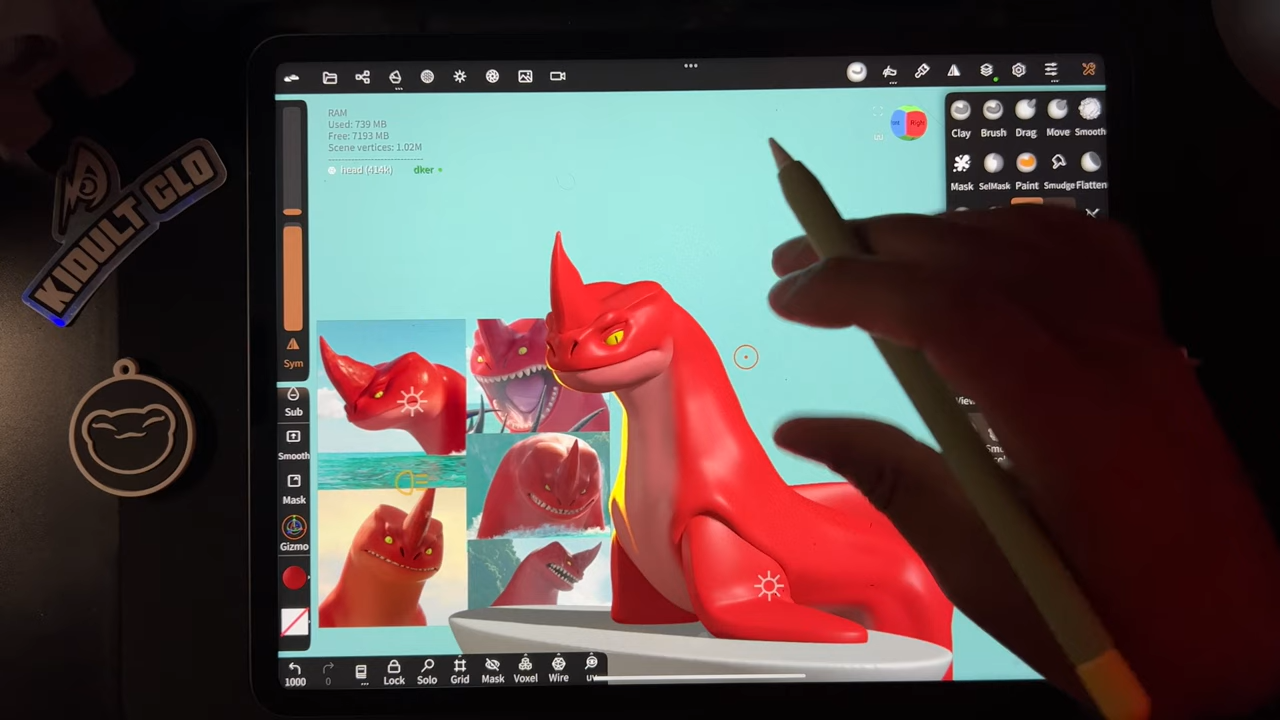 KIDULT CLO
RAM
Used: 739 MB
Free: 7193 MB
Scene vertices: 1.02M
head (414k)
dker
Right
Clay
Brush
Drag
Move
Smooth
Mask
SelMask
Paint
Smudge
Flatten
Sym
Sub
Smooth
Mask
Gizmo
1000
0
Lock
Solo
Grid
Mask
Voxel
Wire